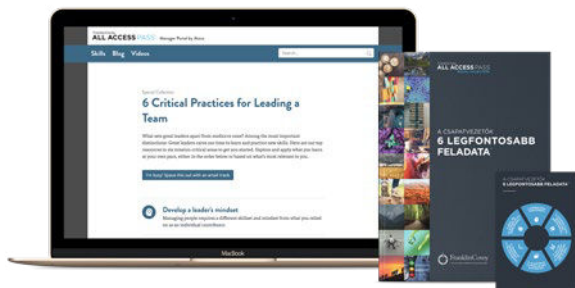 ALL ACCESS PASS
Manager Portal by Jhana
Skills Blog Videos
Search...
Special Collection
6 Critical Practices for Leading a
Team
What sets great leaders apart from mediocre ones? Among the most important
distinctions: Great leaders carve out time to learn and practice new skills. Here are our top
resources in six mission-critical areas to get you started. Explore and apply what you learn
at your own pace, either in the order below or based on what's most relevant to you.
I'm busy! Space this out with an email track
Develop a leader's mindset
Managing people requires a different skillset and mindset from what you relied
on as an individual contributor.
MacBook
ALL ACCESS PASS
A CSAPATVEZETŐK
6 LEGFONTOSABB
FELADATA
FranklinCovey
A CSAPATVEZETŐK
6 LEGFONTOSABB FELADATA